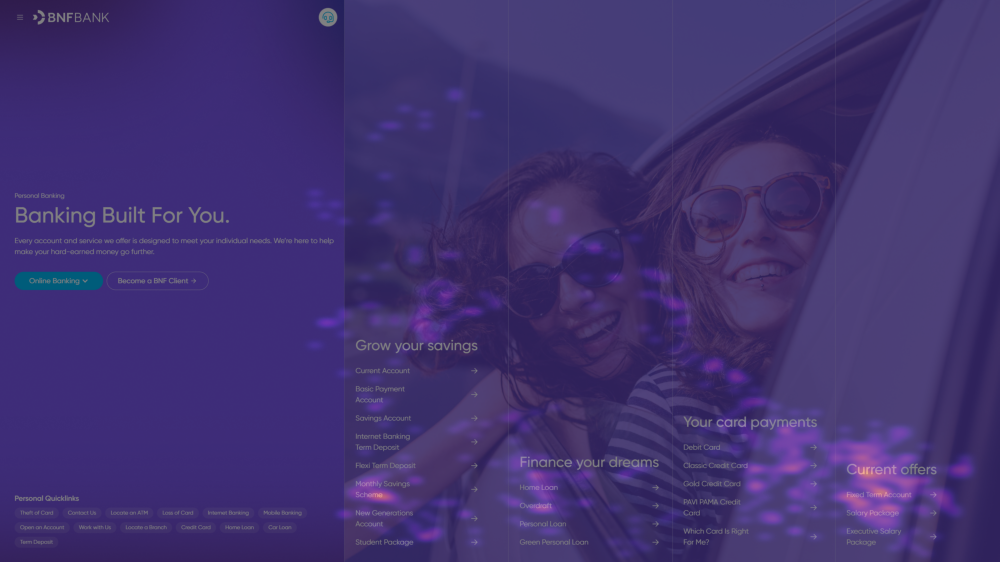 BNFBANK
Personal Banking
Banking Built For You.
Every account and service we offer is designed to meet your individual needs. We're here to help
make your hard-earned money go further.
Online Banking
Become a BNF Client →
Personal Quicklinks
Theft of Card
Contact Us
Locate an ATM
Loss of Card
Internet Banking
Mobile Banking
Open an Account
Work with Us
Locate a Branch
Credit Card
Home Loan
Car Loan
Term Deposit
Grow your savings
Current Account →
Basic Payment
Account →
Savings Account →
Internet Banking
Term Deposit →
Flexi Term Deposit →
Monthly Savings
Scheme →
New Generations
Account →
Student Package →
Finance your dreams
Home Loan →
Overdraft →
Personal Loan →
Green Personal Loan →
Your card payments
Debit Card →
Classic Credit Card →
Gold Credit Card →
PAVI PAMA Credit
Card →
Which Card Is Right
For Me? →
Current offers
Fixed Term Account →
Salary Package →
Executive Salary
Package →